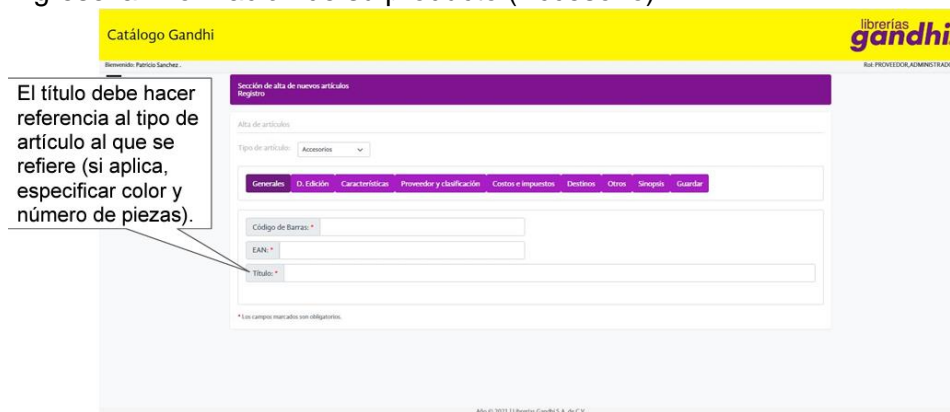 Catálogo Gandhi
librerías
gandhi
Bienvenido: Patricio Sanchez .
Rol: PROVEEDOR,ADMINISTRADO
El título debe hacer
referencia al tipo de
artículo al que se
refiere (si aplica,
especificar color y
número de piezas).
Sección de alta de nuevos artículos
Registro
Alta de artículos
Tipo de artículo: Accesorios
Generales D. Edición Características Proveedor y clasificación Costos e impuestos Destinos Otros Sinopsis Guardar
Código de Barras: *
EAN: *
Título: *
* Los campos marcados son obligatorios.